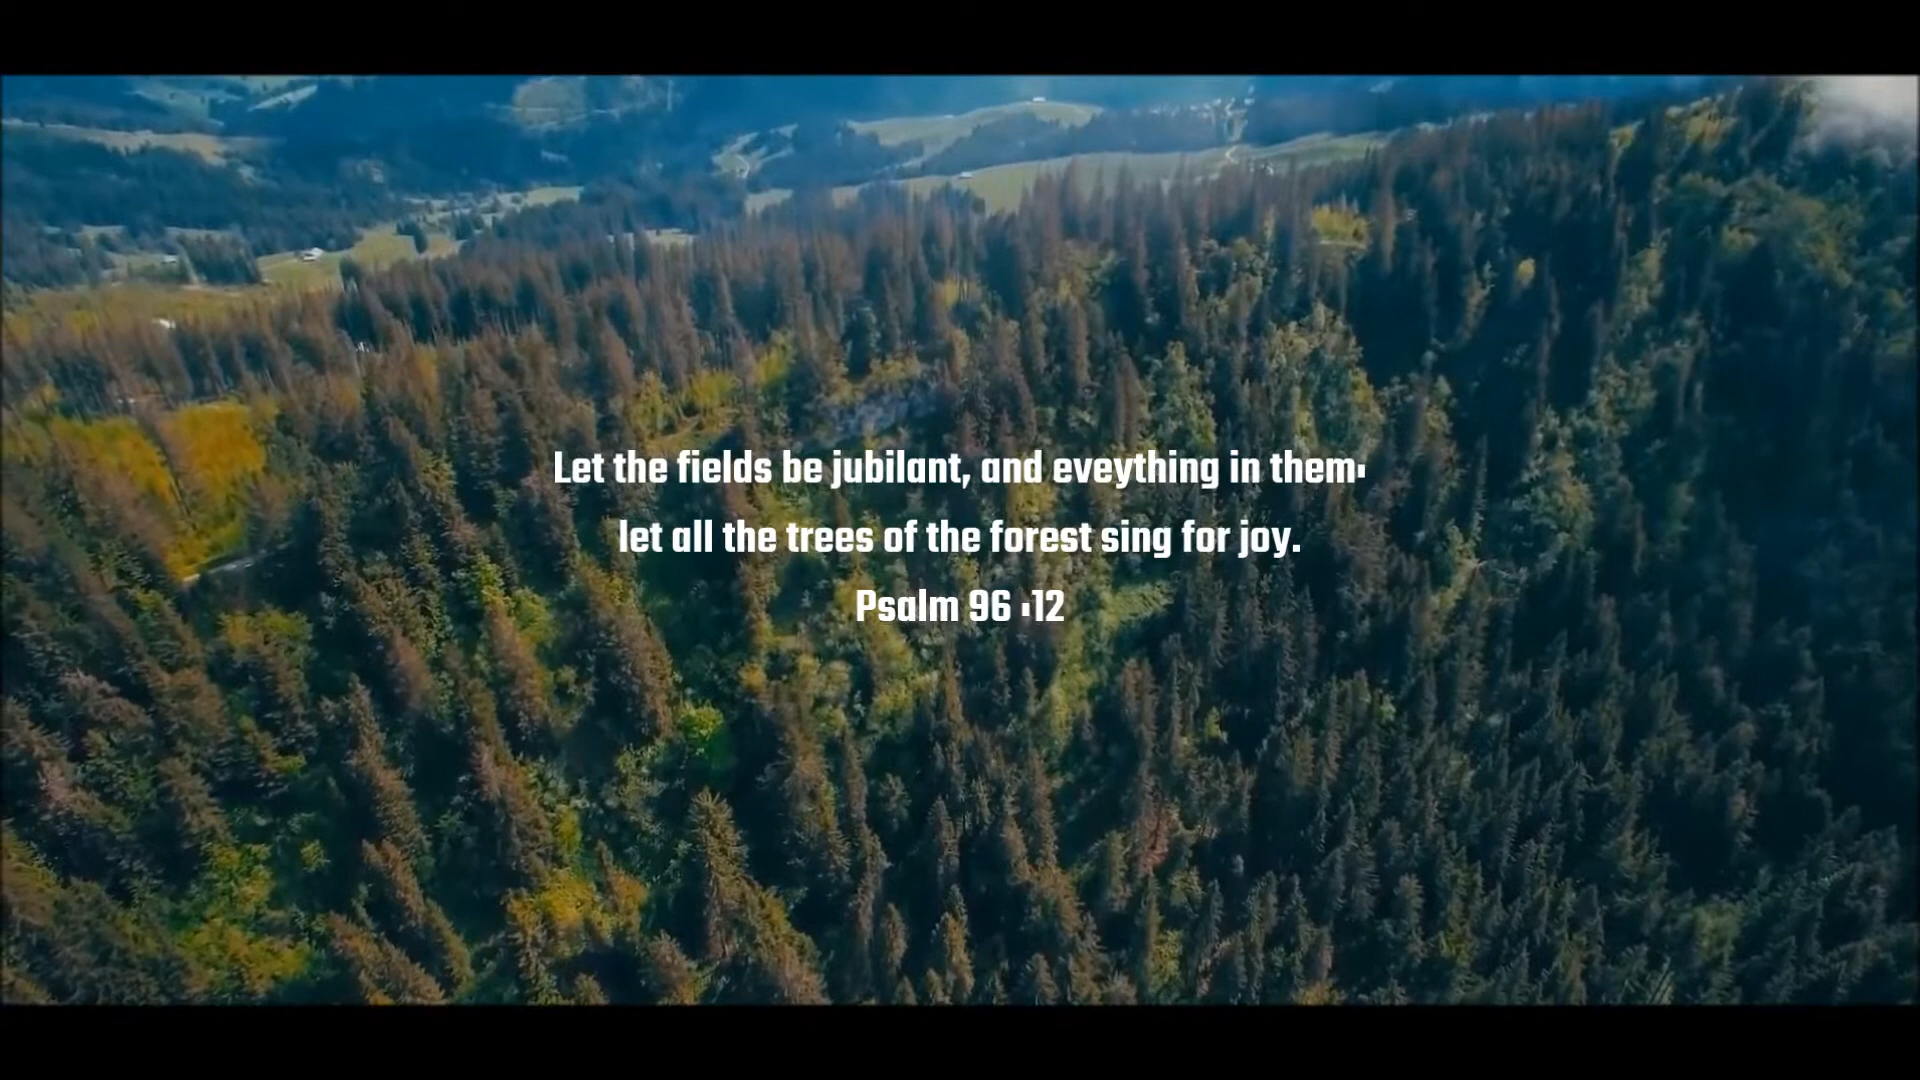 Let the fields be jubilant, and eveything in them:
let all the trees of the forest sing for joy.
Psalm 96 :12